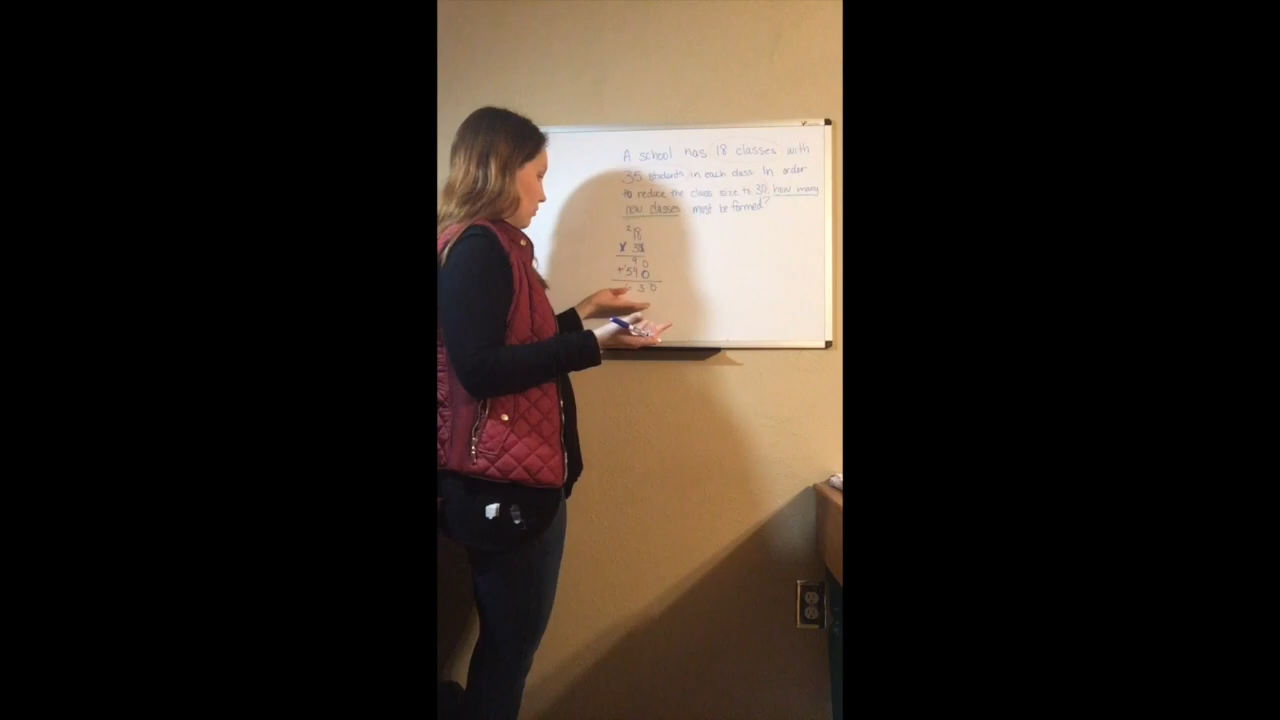 A school has 18 classes with
35 students in each class. In order
to reduce the class size to 30, how many
new classes must be formed?
18
X 35
90
+540
30